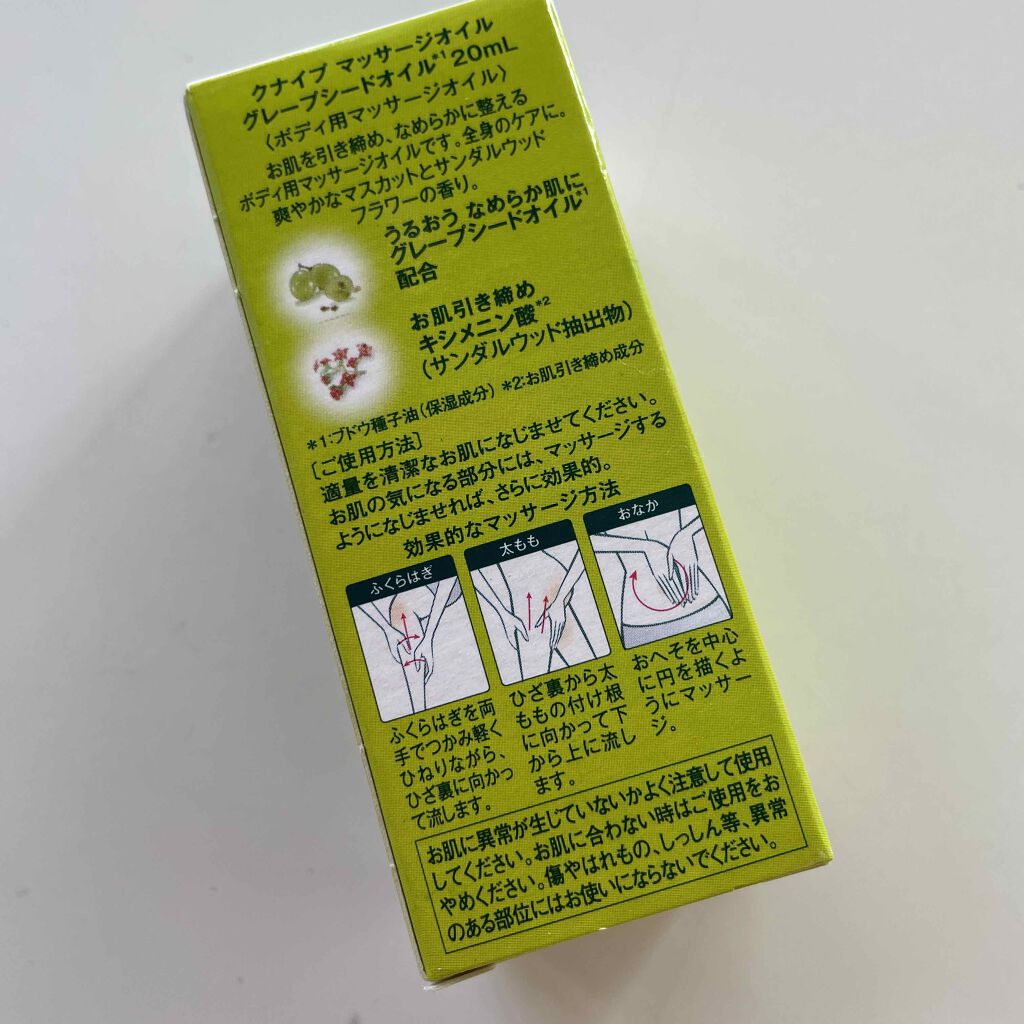 クナイプ マッサージオイル
グレープシードオイル*1 20mL
〈ボディ用マッサージオイル〉
お肌を引き締め、なめらかに整える
ボディ用マッサージオイルです。全身のケアに。
爽やかなマスカットとサンダルウッド
フラワーの香り。
うるおう なめらか肌に
グレープシードオイル*1
配合
お肌引き締め
キシメニン酸*2
(サンダルウッド抽出物)
*1:ブドウ種子油(保湿成分) *2:お肌引き締め成分
[ご使用方法]
適量を清潔なお肌になじませてください。
お肌の気になる部分には、マッサージする
ようになじませれば、さらに効果的。
効果的なマッサージ方法
ふくらはぎ
ふくらはぎを両
手でつかみ軽く
ひねりながら、
ひざ裏に向かっ
て流します。
太もも
ひざ裏から太
ももの付け根
に向かって下
から上に流し
ます。
おなか
おへそを中心
に円を描くよ
うにマッサー
ジ。
お肌に異常が生じていないかよく注意して使用
してください。お肌に合わない時はご使用をお
やめください。傷やはれもの、しっしん等、異常
のある部位にはお使いにならないでください。